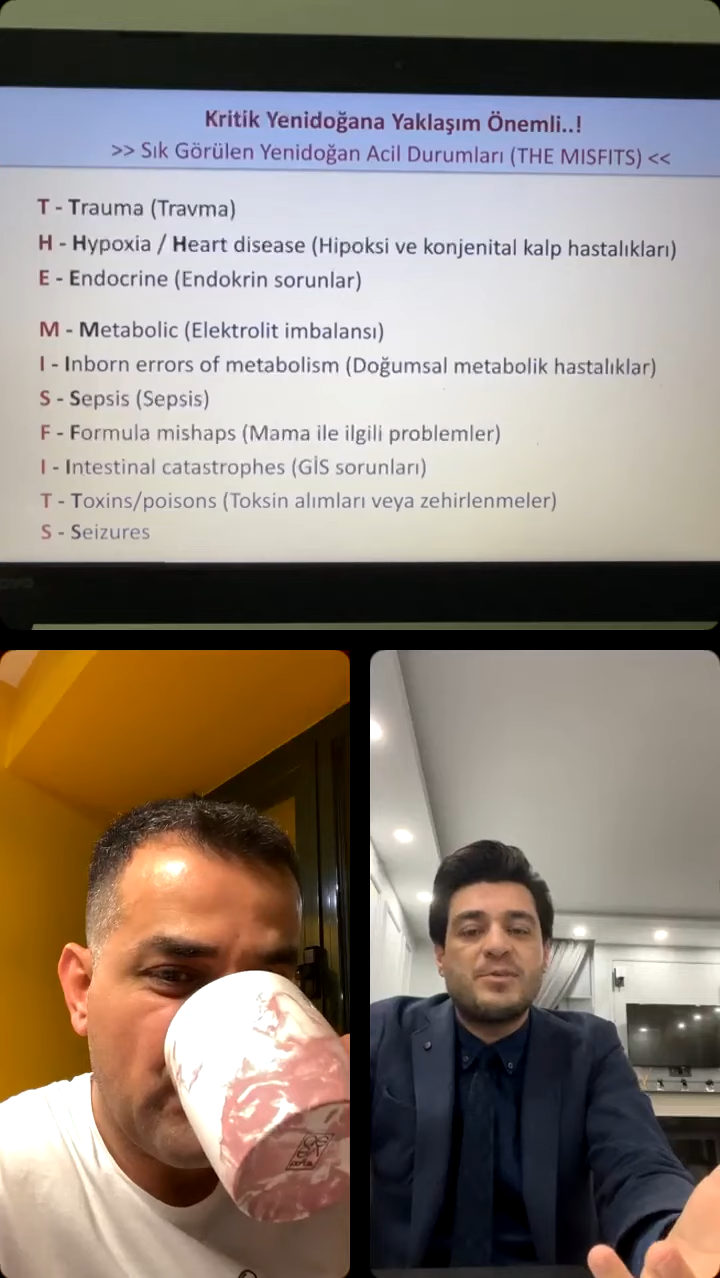 Kritik Yenidoğana Yaklaşım Önemli..!
>> Sık Görülen Yenidoğan Acil Durumları (THE MISFITS) <<
T - Trauma (Travma)
H - Hypoxia / Heart disease (Hipoksi ve konjenital kalp hastalıkları)
E - Endocrine (Endokrin sorunlar)
M - Metabolic (Elektrolit imbalansı)
I - Inborn errors of metabolism (Doğumsal metabolik hastalıklar)
S - Sepsis (Sepsis)
F - Formula mishaps (Mama ile ilgili problemler)
I - Intestinal catastrophes (GİS sorunları)
T - Toxins/poisons (Toksin alımları veya zehirlenmeler)
S - Seizures